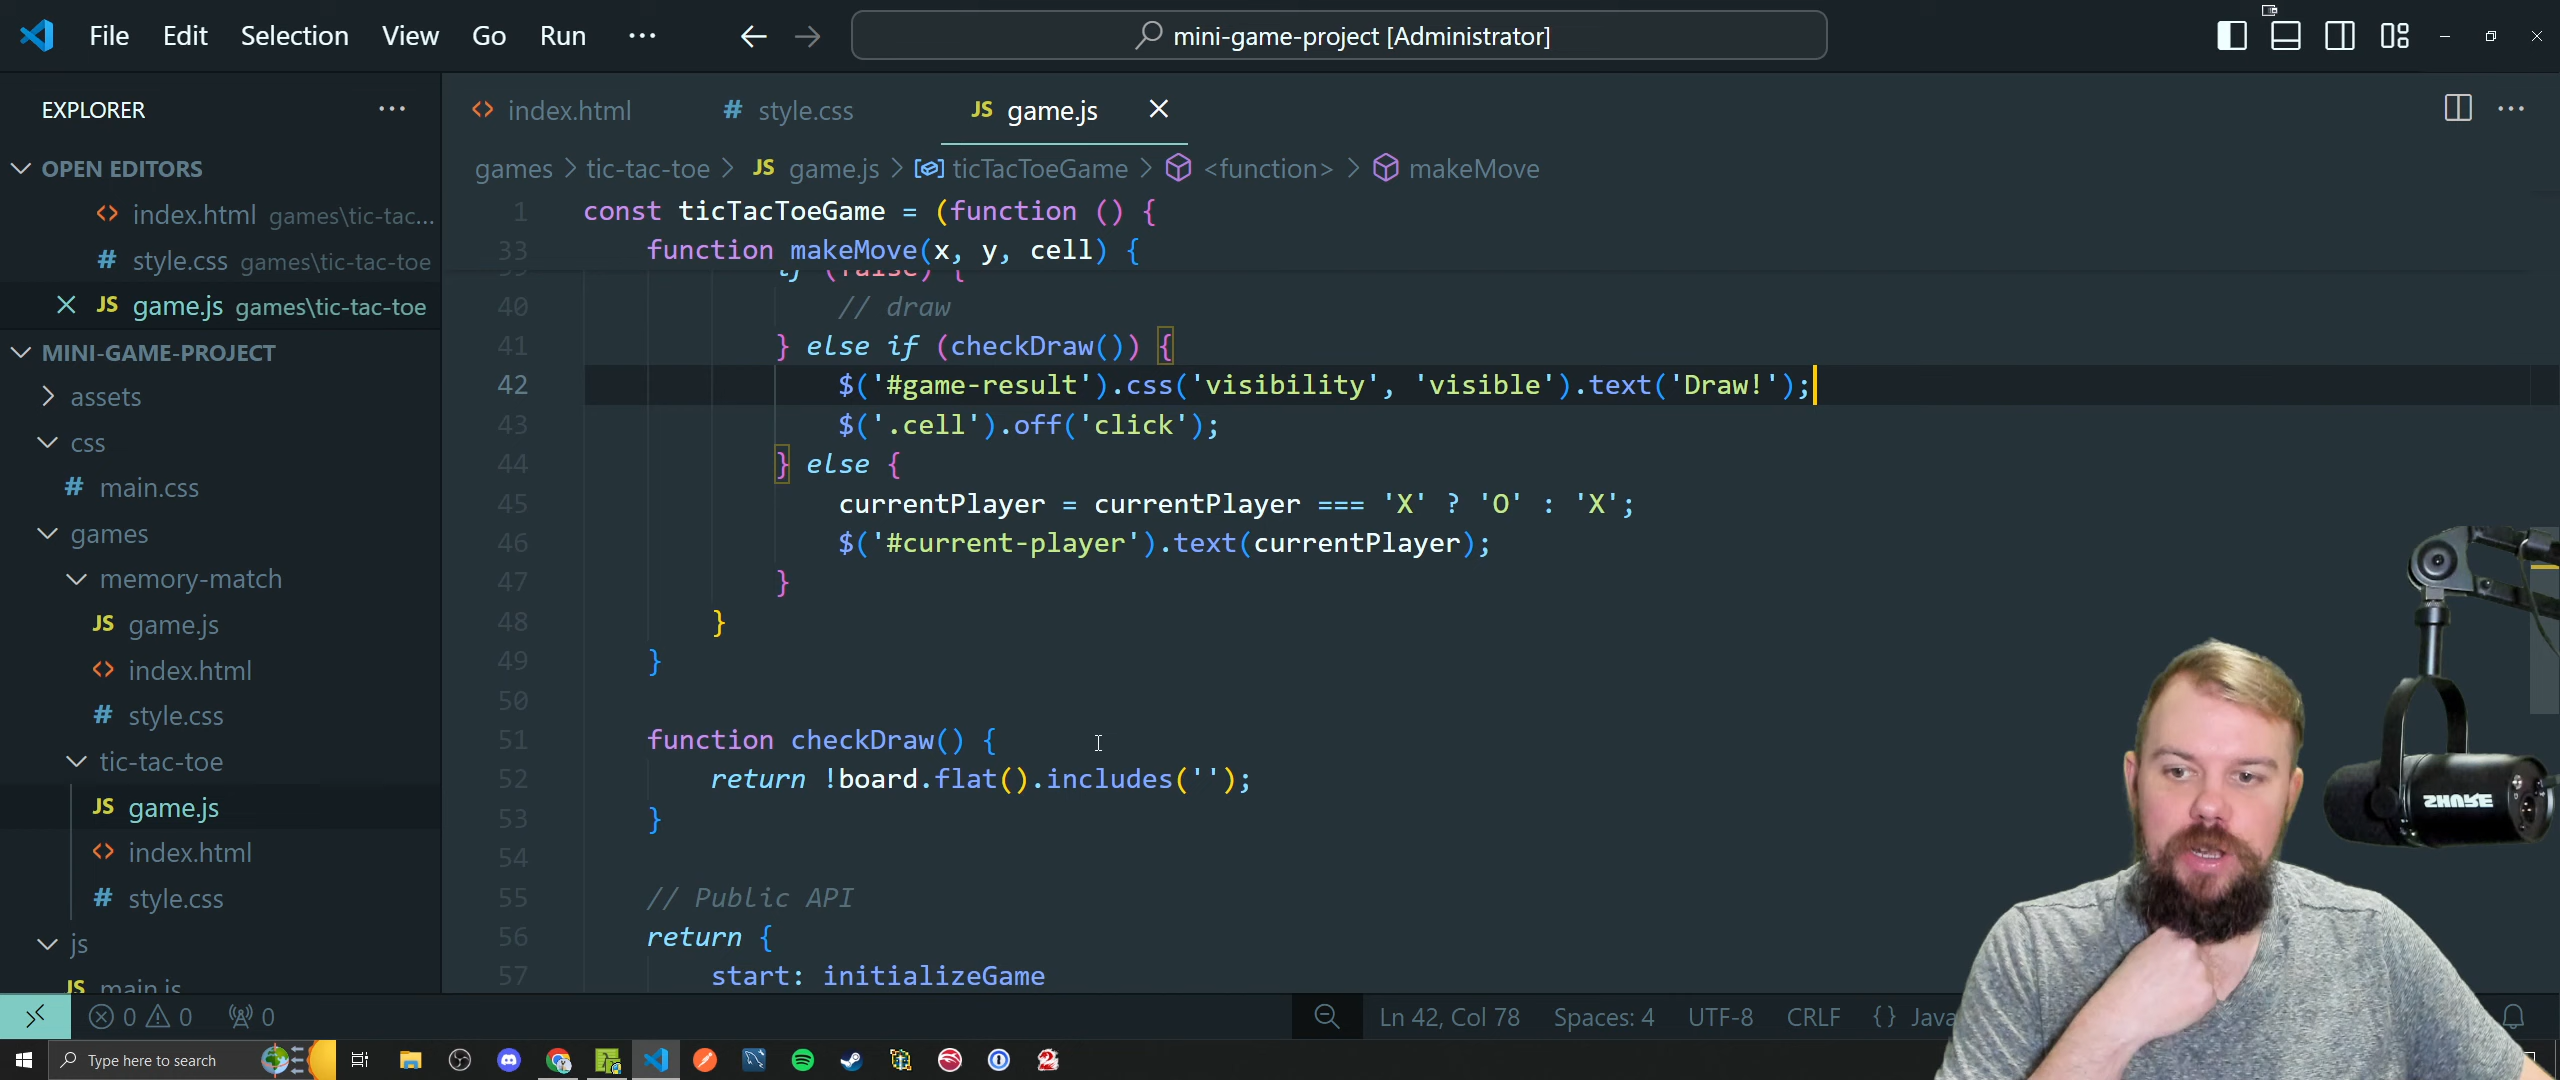 File Edit Selection View Go Run ···
mini-game-project [Administrator]
EXPLORER ···
OPEN EDITORS
<> index.html games\tic-tac...
# style.css games\tic-tac-toe
JS game.js games\tic-tac-toe
MINI-GAME-PROJECT
assets
css
# main.css
games
memory-match
JS game.js
<> index.html
# style.css
tic-tac-toe
JS game.js
<> index.html
# style.css
js
JS main.js
<> index.html # style.css JS game.js
games > tic-tac-toe > JS game.js > ticTacToeGame > <function> > makeMove
1 const ticTacToeGame = (function () {
33 function makeMove(x, y, cell) {
39 if (false) {
40 // draw
41 } else if (checkDraw()) {
42 $('#game-result').css('visibility', 'visible').text('Draw!');
43 $('.cell').off('click');
44 } else {
45 currentPlayer = currentPlayer === 'X' ? 'O' : 'X';
46 $('#current-player').text(currentPlayer);
47 }
48 }
49 }
50
51 function checkDraw() {
52 return !board.flat().includes('');
53 }
54
55 // Public API
56 return {
57 start: initializeGame
0 0 0
Ln 42, Col 78 Spaces: 4 UTF-8 CRLF {} Java
Type here to search
SHURE